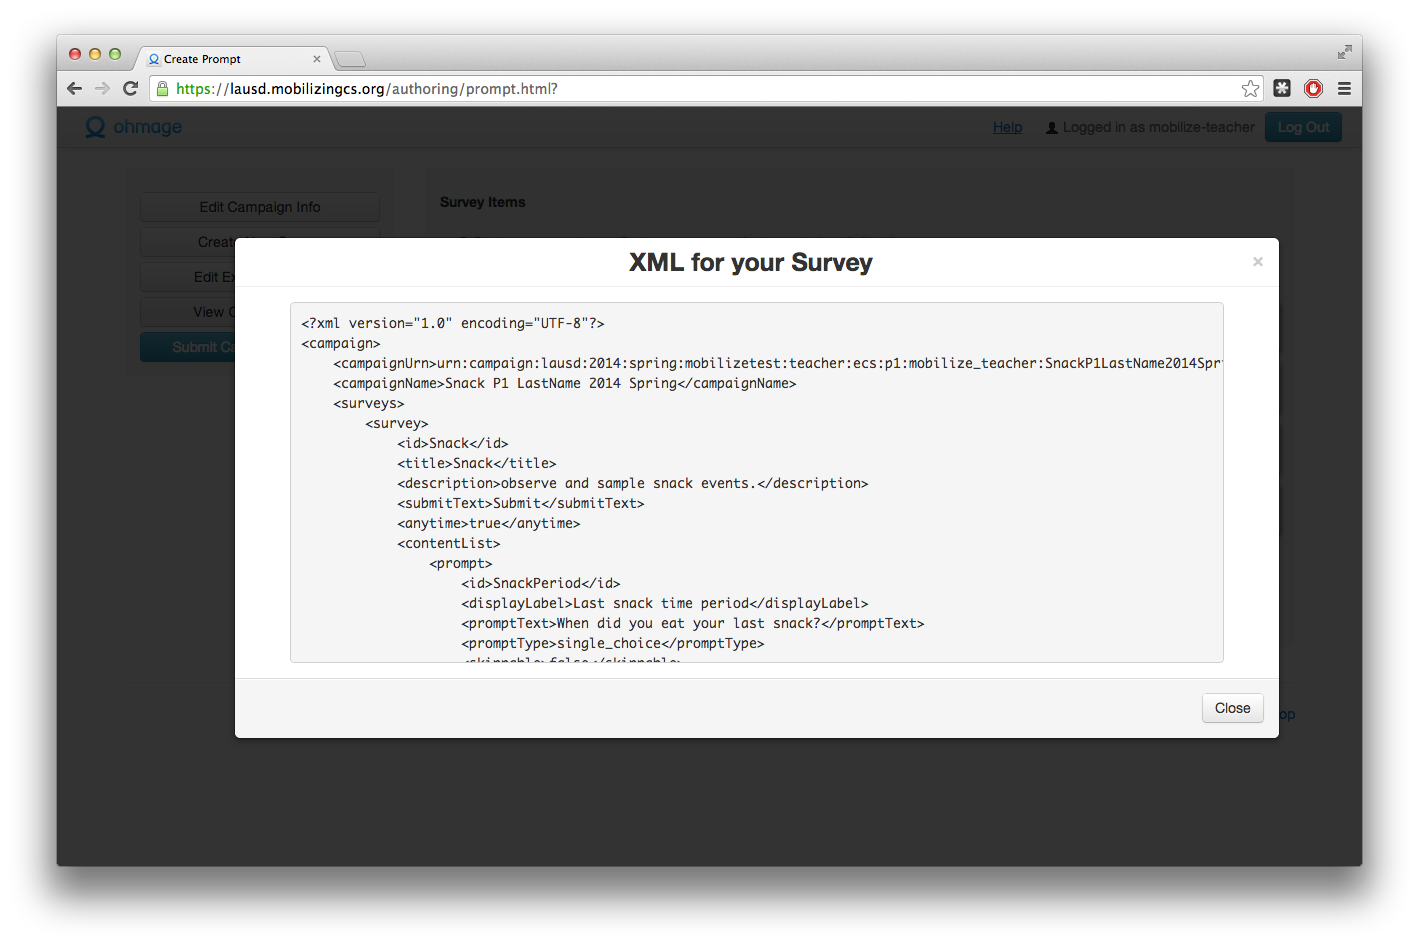 Create Prompt
https://lausd.mobilizingcs.org/authoring/prompt.html?
ohmage
Help
Logged in as mobilize-teacher
Log Out
Edit Campaign Info
Survey Items
Edit
View
Submit
XML for your Survey
×
<?xml version="1.0" encoding="UTF-8"?>
<campaign>
<campaignUrn>urn:campaign:lausd:2014:spring:mobilizetest:teacher:ecs:p1:mobilize_teacher:SnackP1LastName2014Spr
<campaignName>Snack P1 LastName 2014 Spring</campaignName>
<surveys>
<survey>
<id>Snack</id>
<title>Snack</title>
<description>observe and sample snack events.</description>
<submitText>Submit</submitText>
<anytime>true</anytime>
<contentList>
<prompt>
<id>SnackPeriod</id>
<displayLabel>Last snack time period</displayLabel>
<promptText>When did you eat your last snack?</promptText>
<promptType>single_choice</promptType>
<skippable>false</skippable>
Close